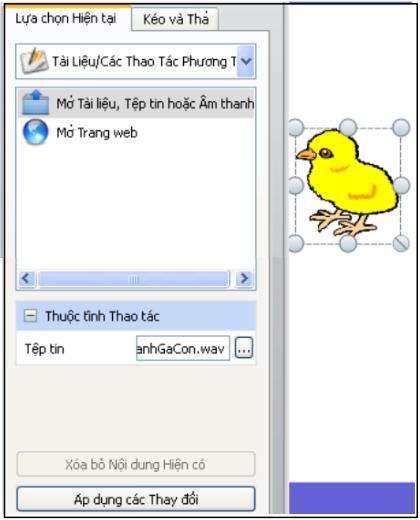 Lựa chọn Hiện tại Kéo và Thả
Tài Liệu/Các Thao Tác Phương T
Mở Tài liệu, Tệp tin hoặc Âm thanh
Mở Trang web
Thuộc tính Thao tác
Tệp tin anhGaCon.wav ...
Xóa bỏ Nội dung Hiện có
Áp dụng các Thay đổi